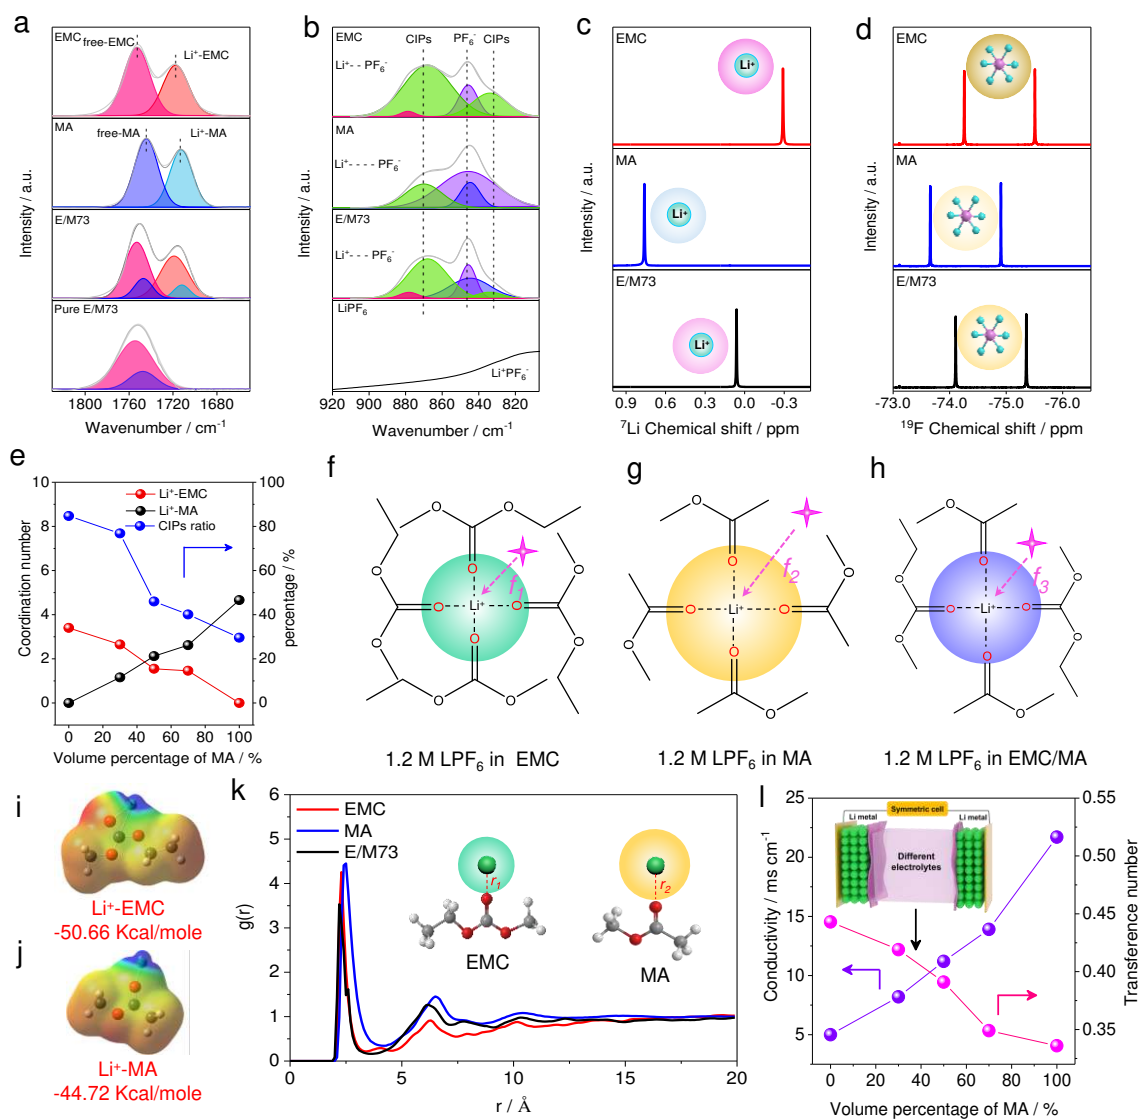 a
EMC
free-EMC
Li⁺-EMC
MA
free-MA
Li⁺-MA
E/M73
Pure E/M73
Intensity / a.u.
1800 1760 1720 1680
Wavenumber / cm⁻¹
b
EMC
CIPs
PF₆⁻
CIPs
Li⁺- - PF₆⁻
MA
Li⁺- - - - PF₆⁻
E/M73
Li⁺- - - PF₆⁻
LiPF₆
Li⁺PF₆⁻
Intensity / a.u.
920 900 880 860 840 820
Wavenumber / cm⁻¹
c
EMC
Li⁺
MA
Li⁺
E/M73
Li⁺
Intensity / a.u.
0.9 0.6 0.3 0.0 -0.3
⁷Li Chemical shift / ppm
d
EMC
MA
E/M73
Intensity / a.u.
-73.0 -74.0 -75.0 -76.0
¹⁹F Chemical shift / ppm
e
Li⁺-EMC
Li⁺-MA
CIPs ratio
Coordination number
10
8
6
4
2
0
percentage / %
100
80
60
40
20
0
0 20 40 60 80 100
Volume percentage of MA / %
f
O
O
O
O
Li⁺
O
O
O
O
O
O
O
O
f₁
1.2 M LPF₆ in EMC
g
O
O
O
Li⁺
O
O
O
O
O
f₂
1.2 M LPF₆ in MA
h
O
O
O
O
O
Li⁺
O
O
O
O
O
f₃
1.2 M LPF₆ in EMC/MA
i
Li⁺-EMC
-50.66 Kcal/mole
j
Li⁺-MA
-44.72 Kcal/mole
k
EMC
MA
E/M73
r₁
EMC
r₂
MA
g(r)
6
5
4
3
2
1
0
0 5 10 15 20
r / Å
l
Symmetric cell
Li metal
Li metal
Different
electrolytes
Conductivity / ms cm⁻¹
25
20
15
10
5
Transference number
0.55
0.50
0.45
0.40
0.35
0 20 40 60 80 100
Volume percentage of MA / %